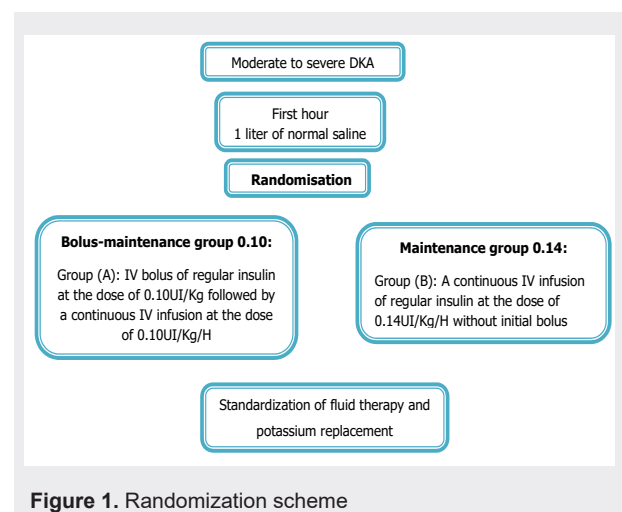 Moderate to severe DKA
First hour
1 liter of normal saline
Randomisation
Bolus-maintenance group 0.10:
Group (A): IV bolus of regular insulin
at the dose of 0.10UI/Kg followed by
a continuous IV infusion at the dose
of 0.10UI/Kg/H
Maintenance group 0.14:
Group (B): A continuous IV infusion
of regular insulin at the dose of
0.14UI/Kg/H without initial bolus
Standardization of fluid therapy and
potassium replacement
Figure 1. Randomization scheme